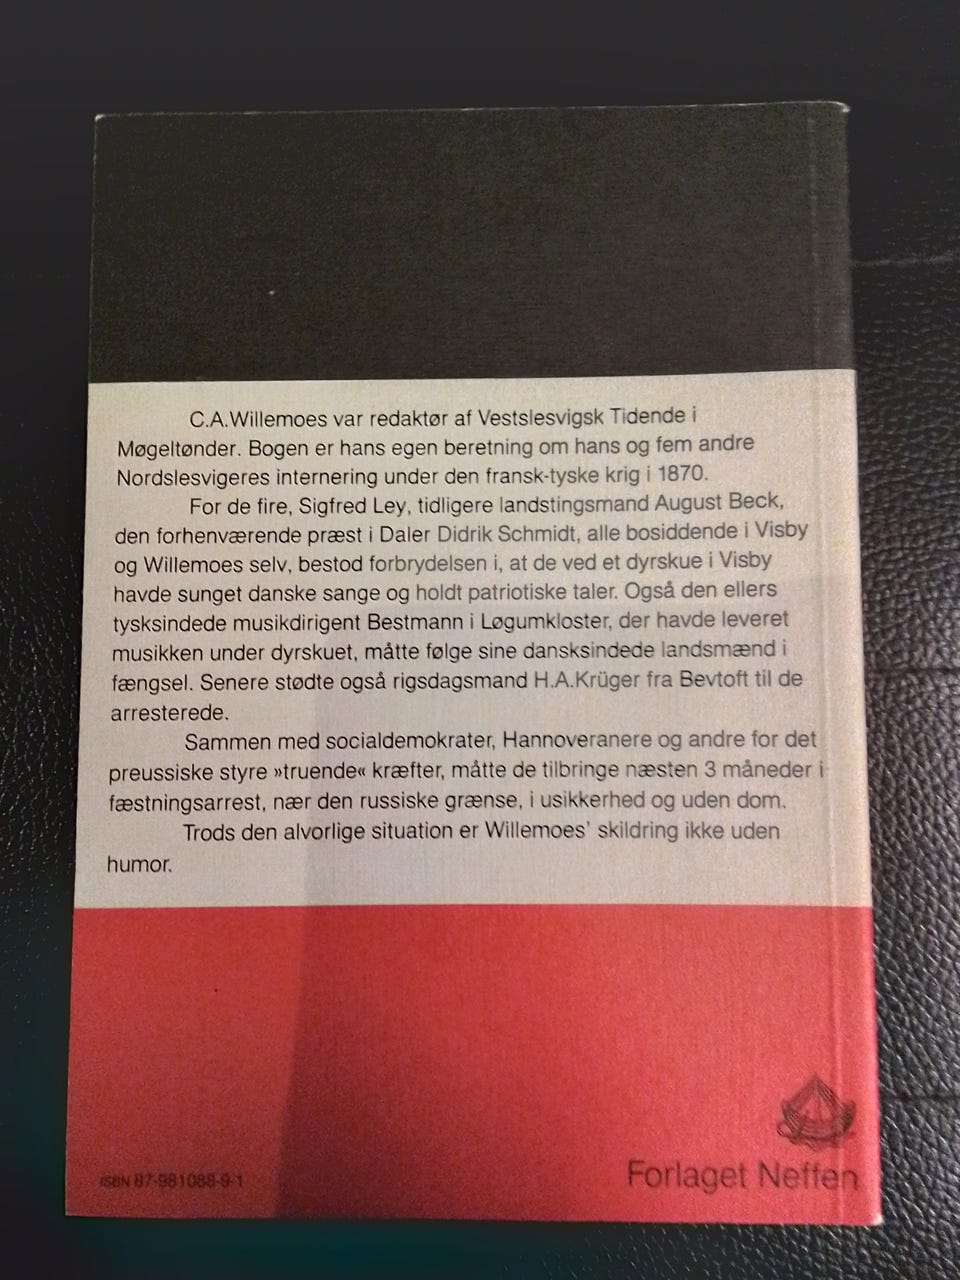 C.A.Willemoes var redaktør af Vestslesvigsk Tidende i
Møgeltønder. Bogen er hans egen beretning om hans og fem andre
Nordslesvigeres internering under den fransk-tyske krig i 1870.
For de fire, Sigfred Ley, tidligere landstingsmand August Beck,
den forhenværende præst i Daler Didrik Schmidt, alle bosiddende i Visby
og Willemoes selv, bestod forbrydelsen i, at de ved et dyrskue i Visby
havde sunget danske sange og holdt patriotiske taler. Også den ellers
tysksindede musikdirigent Bestmann i Løgumkloster, der havde leveret
musikken under dyrskuet, måtte følge sine dansksindede landsmænd i
fængsel. Senere stødte også rigsdagsmand H.A.Krüger fra Bevtoft til de
arresterede.
Sammen med socialdemokrater, Hannoveranere og andre for det
preussiske styre »truende« kræfter, måtte de tilbringe næsten 3 måneder i
fæstningsarrest, nær den russiske grænse, i usikkerhed og uden dom.
Trods den alvorlige situation er Willemoes' skildring ikke uden
humor.
ISBN 87-981088-9-1
Forlaget Neffen